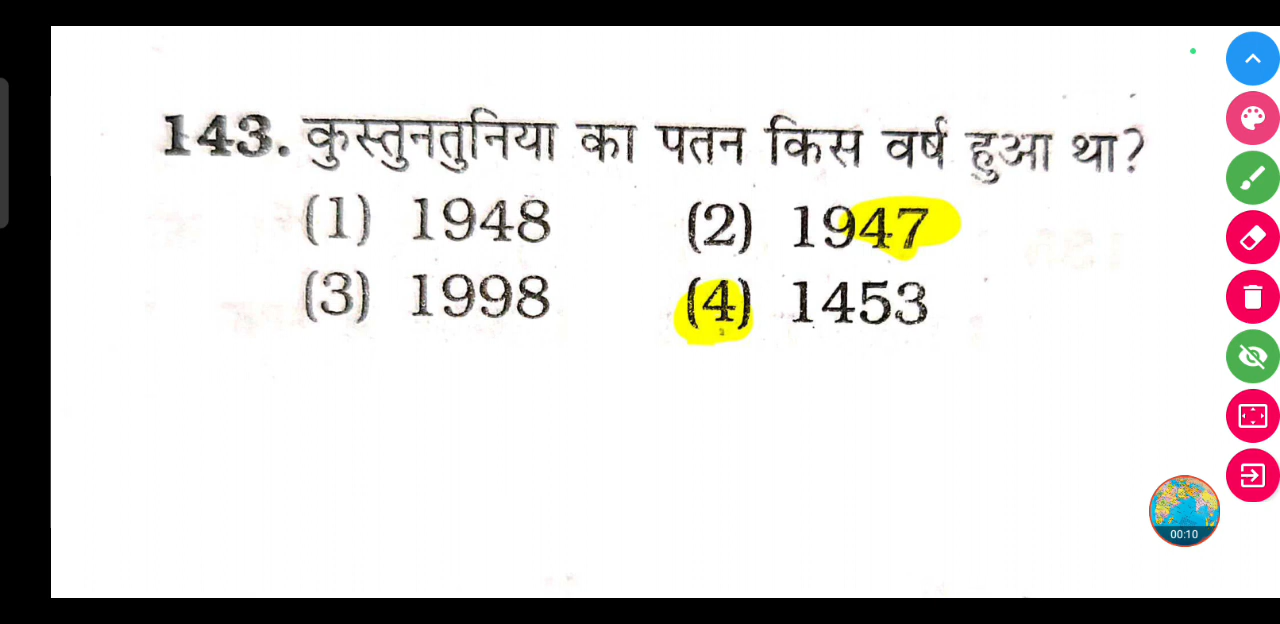 143. कुस्तुनतुनिया का पतन किस वर्ष हुआ था?
(1) 1948 (2) 1947
(3) 1998 (4) 1453
00:10